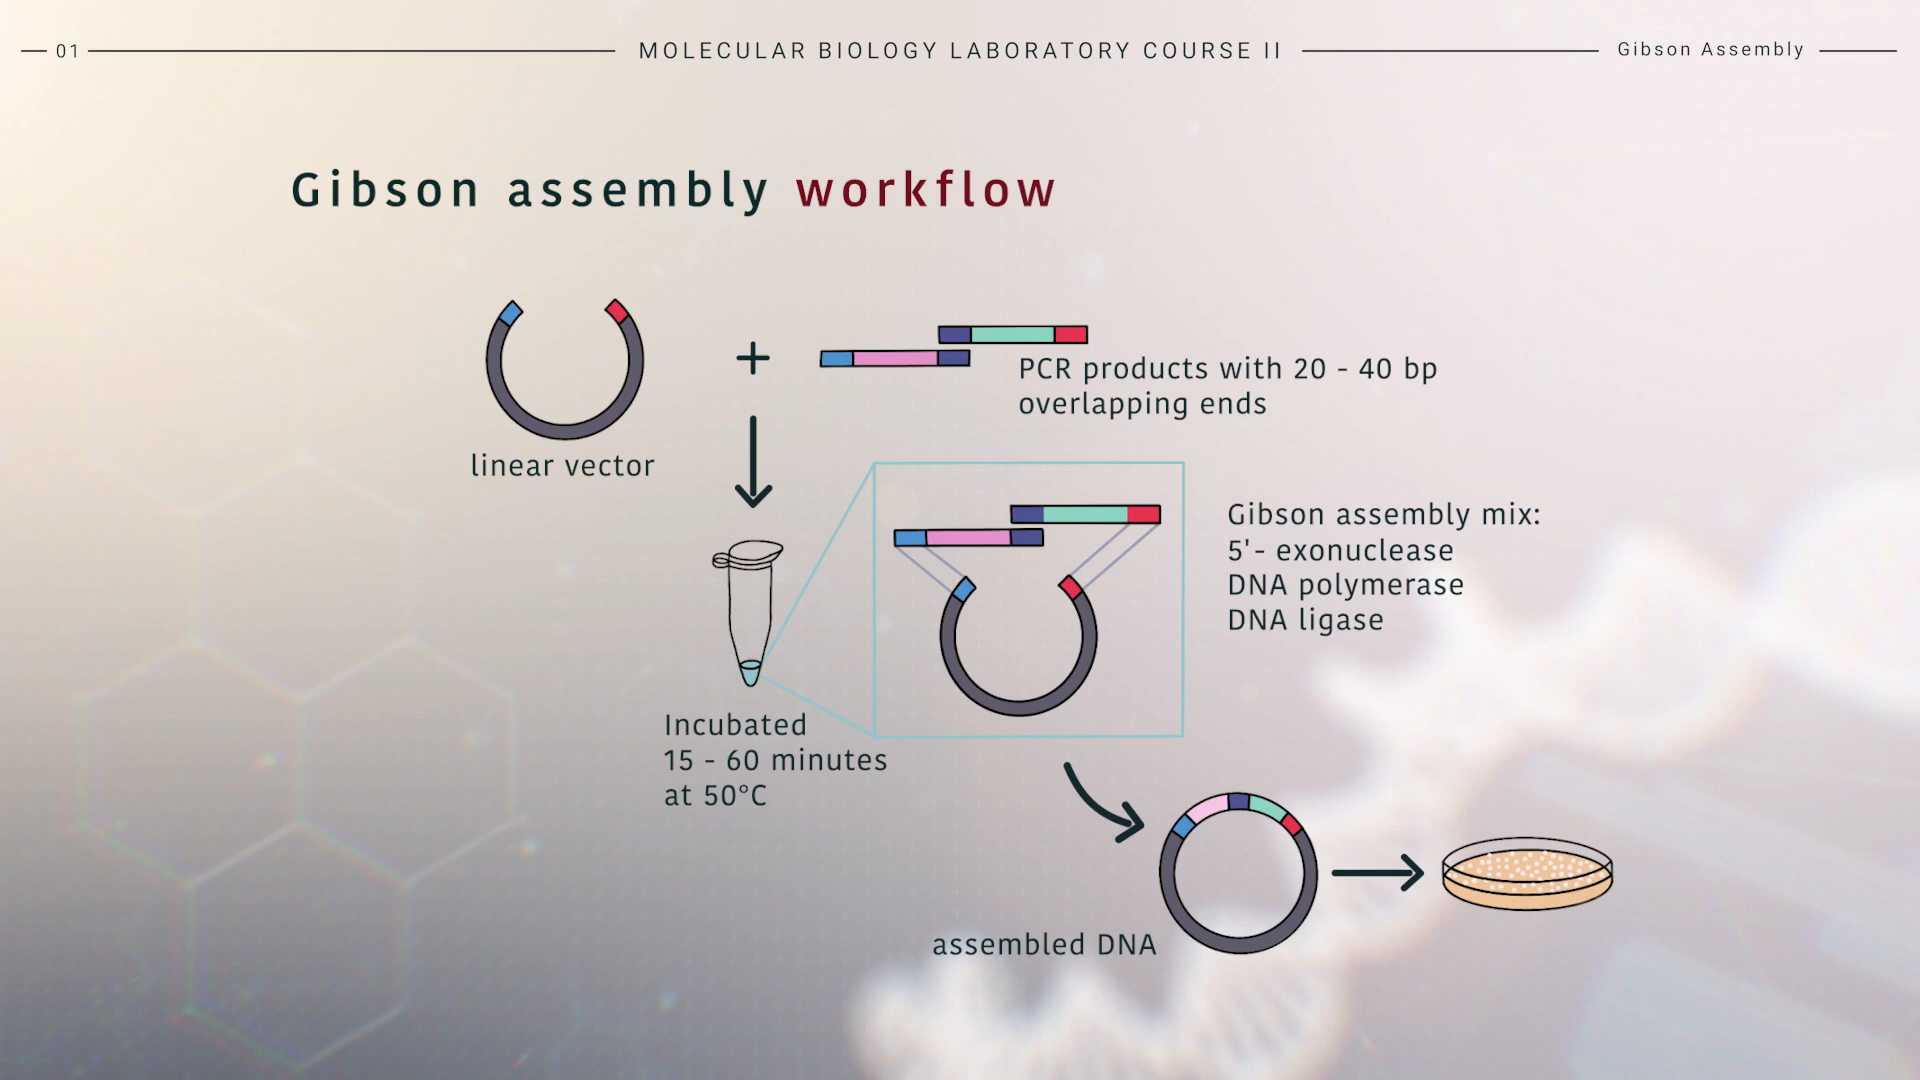 01
MOLECULAR BIOLOGY LABORATORY COURSE II
Gibson Assembly
Gibson assembly workflow
PCR products with 20 - 40 bp
overlapping ends
linear vector
Gibson assembly mix:
5'- exonuclease
DNA polymerase
DNA ligase
Incubated
15 - 60 minutes
at 50°C
assembled DNA